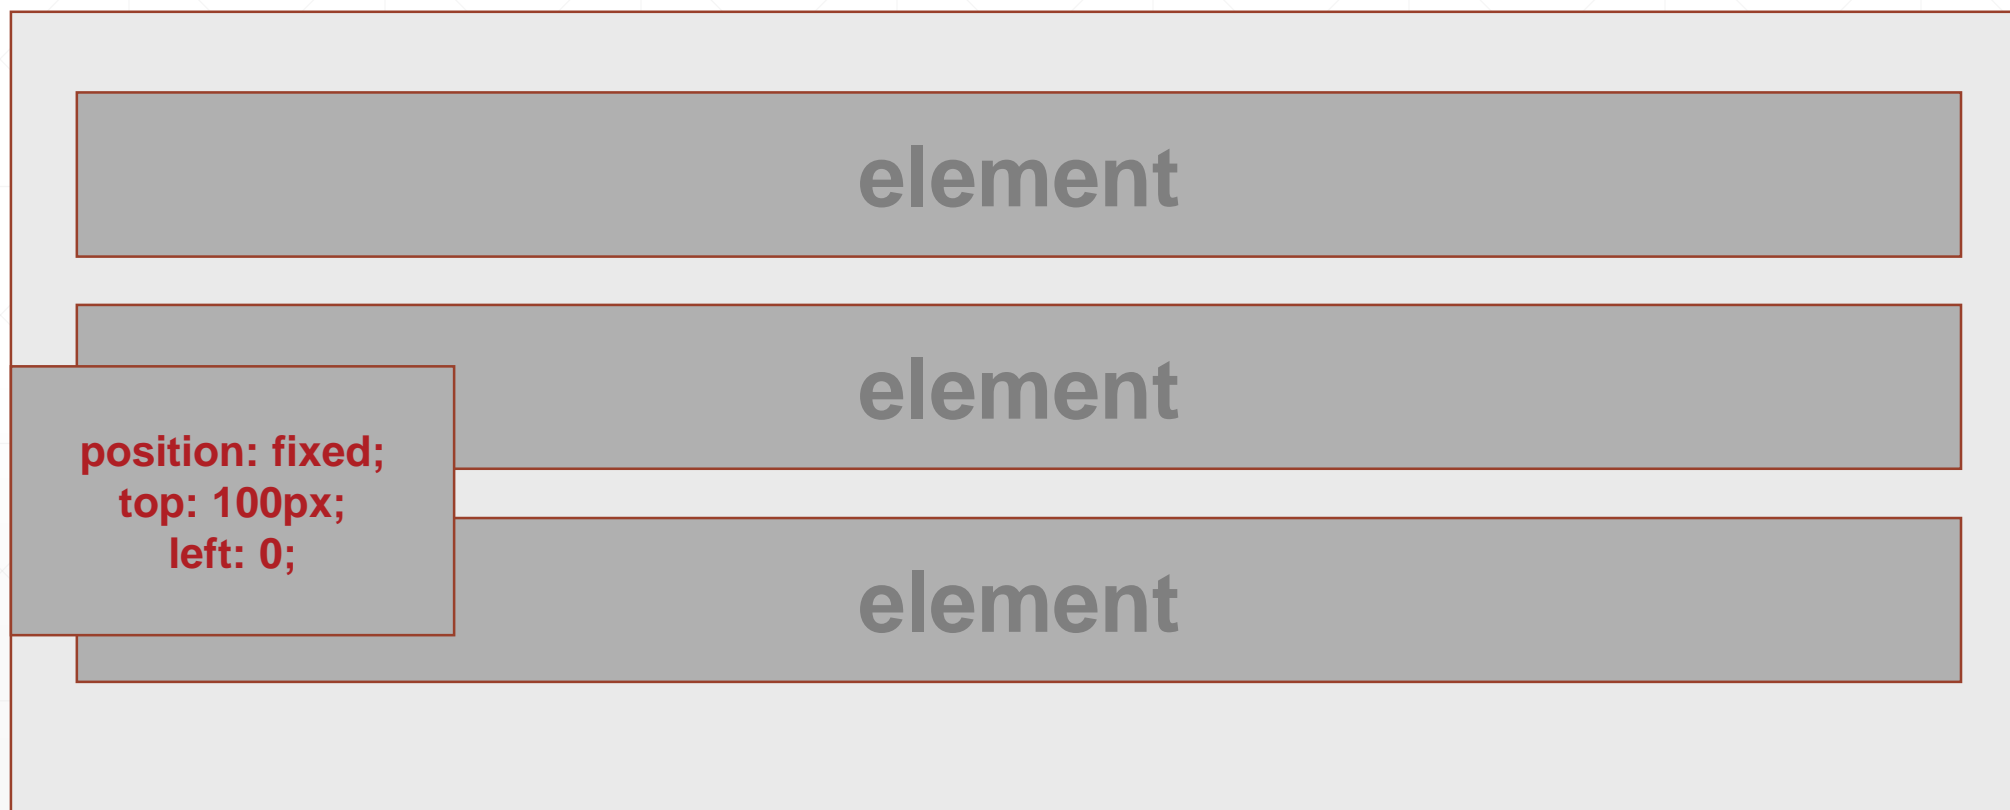 element
element
position: fixed;
top: 100px;
left: 0;
element